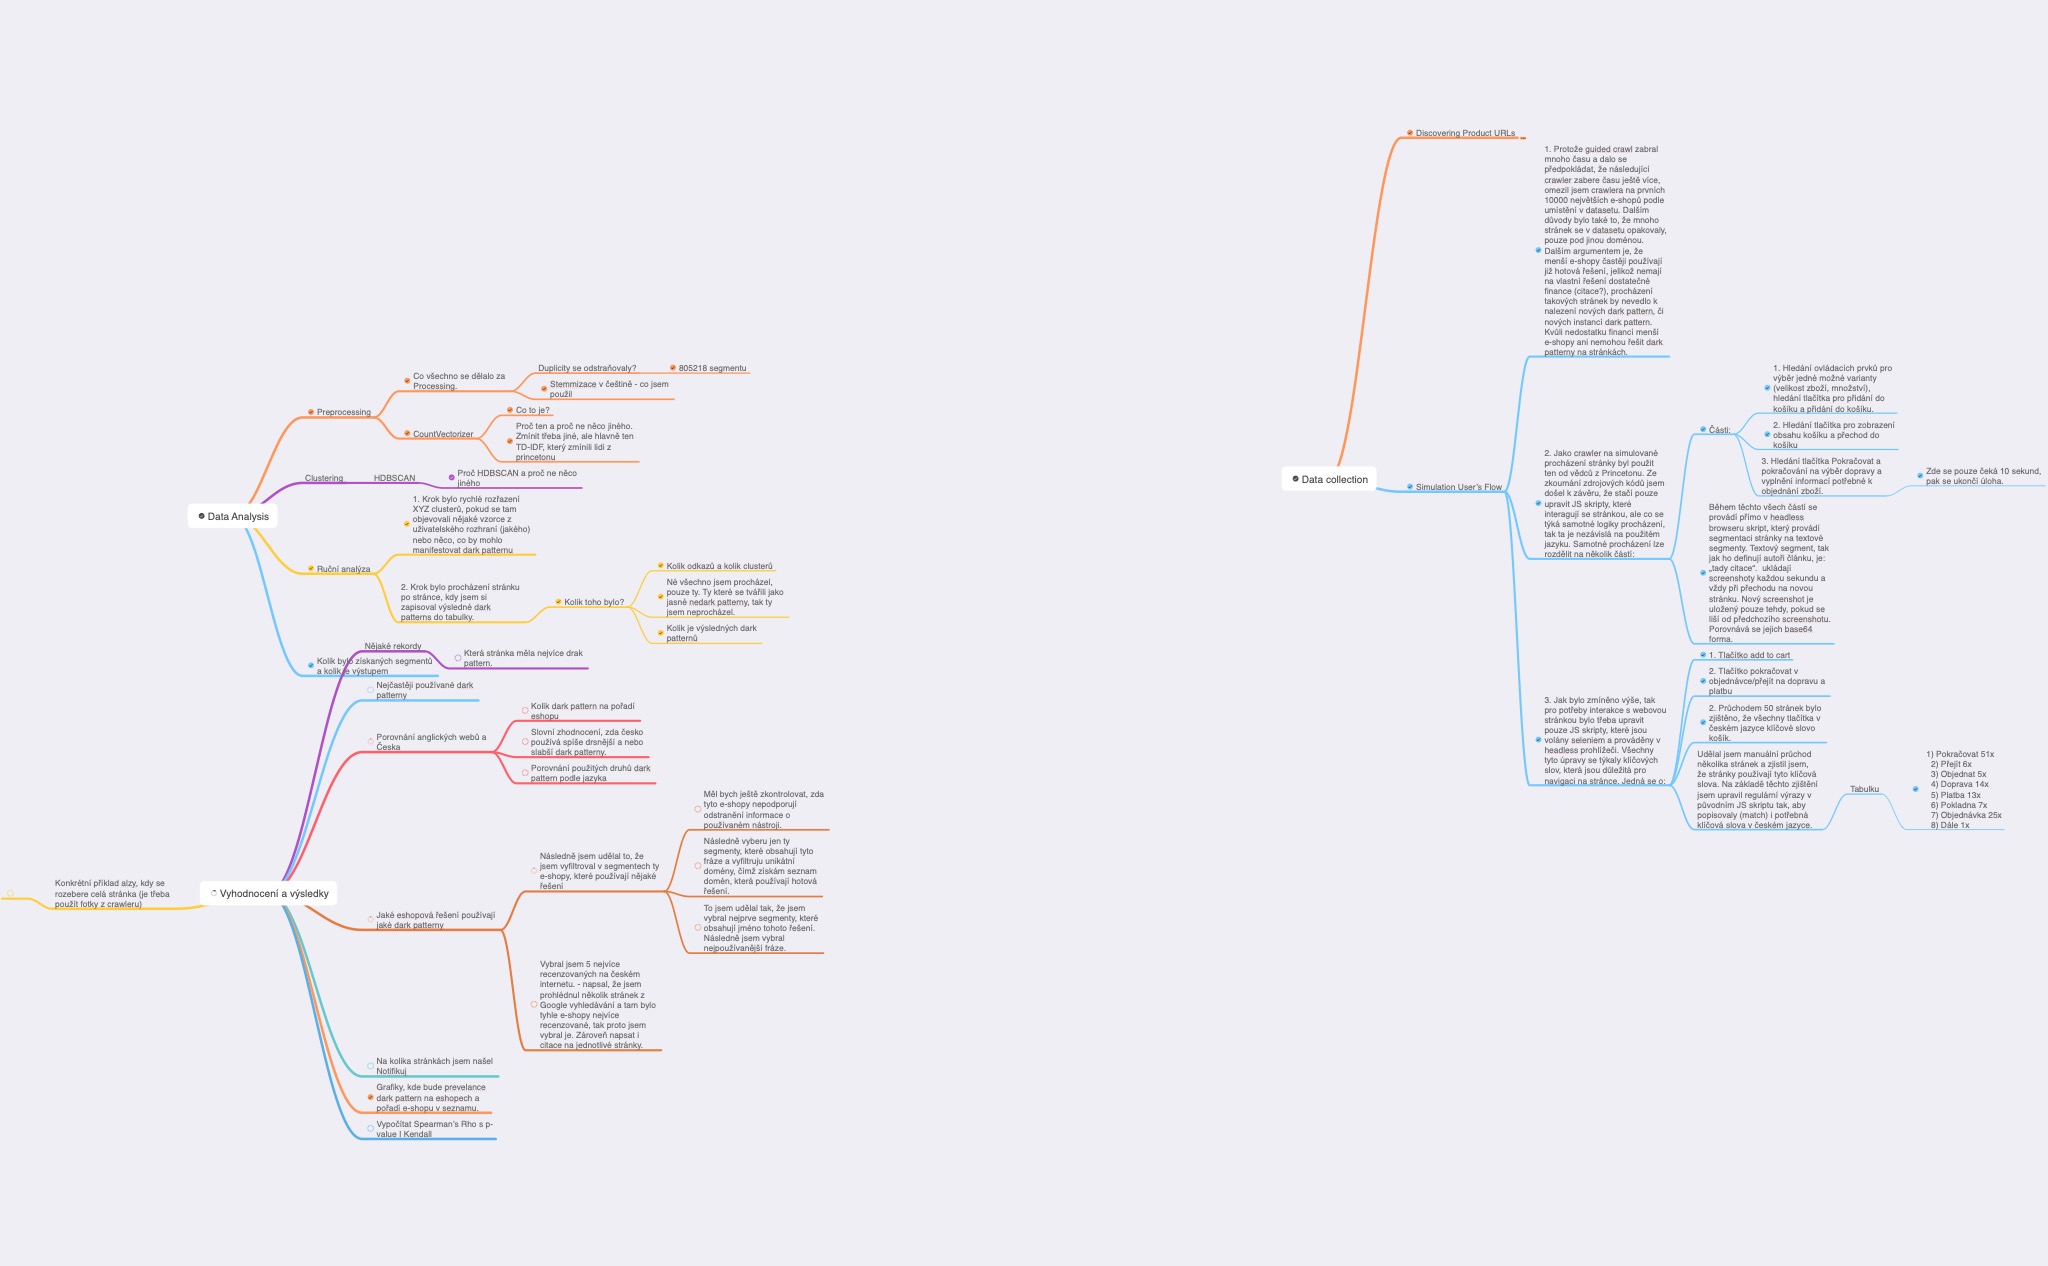 Data Analysis
Preprocessing
Co všechno se dělalo za
Processing.
Duplicity se odstraňovaly?
805218 segmentu
Stemmizace v češtině - co jsem
použil
CountVectorizer
Co to je?
Proč ten a proč ne něco jiného.
Zmínit třeba jiné, ale hlavně ten
TD-IDF, který zmínili lidi z
princetonu
Clustering
HDBSCAN
Proč HDBSCAN a proč ne něco
jiného
Ruční analýza
1. Krok bylo rychlé rozřazení
XYZ clusterů, pokud se tam
objevovali nějaké vzorce z
uživatelského rozhraní (jakého)
nebo něco, co by mohlo
manifestovat dark patternu
2. Krok bylo procházení stránku
po stránce, kdy jsem si
zapisoval výsledné dark
patterns do tabulky.
Kolik toho bylo?
Kolik odkazů a kolik clusterů
Né všechno jsem procházel,
pouze ty. Ty které se tvářili jako
jasné nedark patterny, tak ty
jsem neprocházel.
Kolik je výsledných dark
patternů
Kolik bylo získaných segmentů
a kolik je výstupem
Vyhodnocení a výsledky
Nějaké rekordy
Která stránka měla nejvíce drak
pattern.
Nejčastěji používané dark
patterny
Porovnání anglických webů a
Česka
Kolik dark pattern na pořadí
eshopu
Slovní zhodnocení, zda česko
používá spíše drsnější a nebo
slabší dark patterny.
Porovnání použitých druhů dark
pattern podle jazyka
Konkrétní příklad alzy, kdy se
rozebere celá stránka (je třeba
použít fotky z crawleru)
Jaké eshopová řešení používají
jaké dark patterny
Následně jsem udělal to, že
jsem vyfiltroval v segmentech ty
e-shopy, které používají nějaké
řešení
Měl bych ještě zkontrolovat, zda
tyto e-shopy nepodporují
odstranění informace o
používaném nástroji.
Následně vyberu jen ty
segmenty, které obsahují tyto
fráze a vyfiltruju unikátní
domény, čímž získám seznam
domén, která používají hotová
řešení.
To jsem udělal tak, že jsem
vybral nejprve segmenty, které
obsahují jméno tohoto řešení.
Následně jsem vybral
nejpoužívanější fráze.
Vybral jsem 5 nejvíce
recenzovaných na českém
internetu. - napsal, že jsem
prohlédnul několik stránek z
Google vyhledávání a tam bylo
tyhle e-shopy nejvíce
recenzované, tak proto jsem
vybral je. Zároveň napsat i
citace na jednotlivé stránky.
Na kolika stránkách jsem našel
Notifikuj
Grafiky, kde bude prevelance
dark pattern na eshopech a
pořadí e-shopu v seznamu.
Vypočítat Spearman's Rho s p-
value I Kendall
Data collection
Discovering Product URLs
Simulation User's Flow
1. Protože guided crawl zabral
mnoho času a dalo se
předpokládat, že následující
crawler zabere času ještě více,
omezil jsem crawlera na prvních
10000 největších e-shopů podle
umístění v datasetu. Dalším
důvody bylo také to, že mnoho
stránek se v datasetu opakovaly,
pouze pod jinou doménou.
Dalším argumentem je, že
menší e-shopy častěji používají
již hotová řešení, jelikož nemají
na vlastní řešení dostatečné
finance (citace?), procházení
takových stránek by nevedlo k
nalezení nových dark pattern, či
nových instancí dark pattern.
Kvůli nedostatku financí menší
e-shopy ani nemohou řešit dark
patterny na stránkách.
2. Jako crawler na simulované
procházení stránky byl použit
ten od vědců z Princetonu. Ze
zkoumání zdrojových kódů jsem
došel k závěru, že stačí pouze
upravit JS skripty, které
interagují se stránkou, ale co se
týká samotné logiky procházení,
tak ta je nezávislá na použitém
jazyku. Samotné procházení lze
rozdělit na několik částí:
Části:
1. Hledání ovládacích prvků pro
výběr jedné možné varianty
(velikost zboží, množství),
hledání tlačítka pro přidání do
košíku a přidání do košíku.
2. Hledání tlačítka pro zobrazení
obsahu košíku a přechod do
košíku
3. Hledání tlačítka Pokračovat a
pokračování na výběr dopravy a
vyplnění informací potřebné k
objednání zboží.
Zde se pouze čeká 10 sekund,
pak se ukončí úloha.
Během těchto všech částí se
provádí přímo v headless
browseru skript, který provádí
segmentaci stránky na textové
segmenty. Textový segment, tak
jak ho definují autoři článku, je:
„tady citace“.  ukládají
screenshoty každou sekundu a
vždy při přechodu na novou
stránku. Nový screenshot je
uložený pouze tehdy, pokud se
liší od předchozího screenshotu.
Porovnává se jejich base64
forma.
3. Jak bylo zmíněno výše, tak
pro potřeby interakce s webovou
stránkou bylo třeba upravit
pouze JS skripty, které jsou
volány seleniem a prováděny v
headless prohlížeči. Všechny
tyto úpravy se týkaly klíčových
slov, která jsou důležitá pro
navigaci na stránce. Jedná se o:
1. Tlačítko add to cart
2. Tlačítko pokračovat v
objednávce/přejít na dopravu a
platbu
2. Průchodem 50 stránek bylo
zjištěno, že všechny tlačítka v
českém jazyce klíčové slovo
košík.
Udělal jsem manuální průchod
několika stránek a zjistil jsem,
že stránky používají tyto klíčová
slova. Na základě těchto zjištění
jsem upravil regulární výrazy v
původním JS skriptu tak, aby
popisovaly (match) i potřebná
klíčová slova v českém jazyce.
Tabulku
1) Pokračovat 51x
2) Přejít 6x
3) Objednat 5x
4) Doprava 14x
5) Platba 13x
6) Pokladna 7x
7) Objednávka 25x
8) Dále 1x